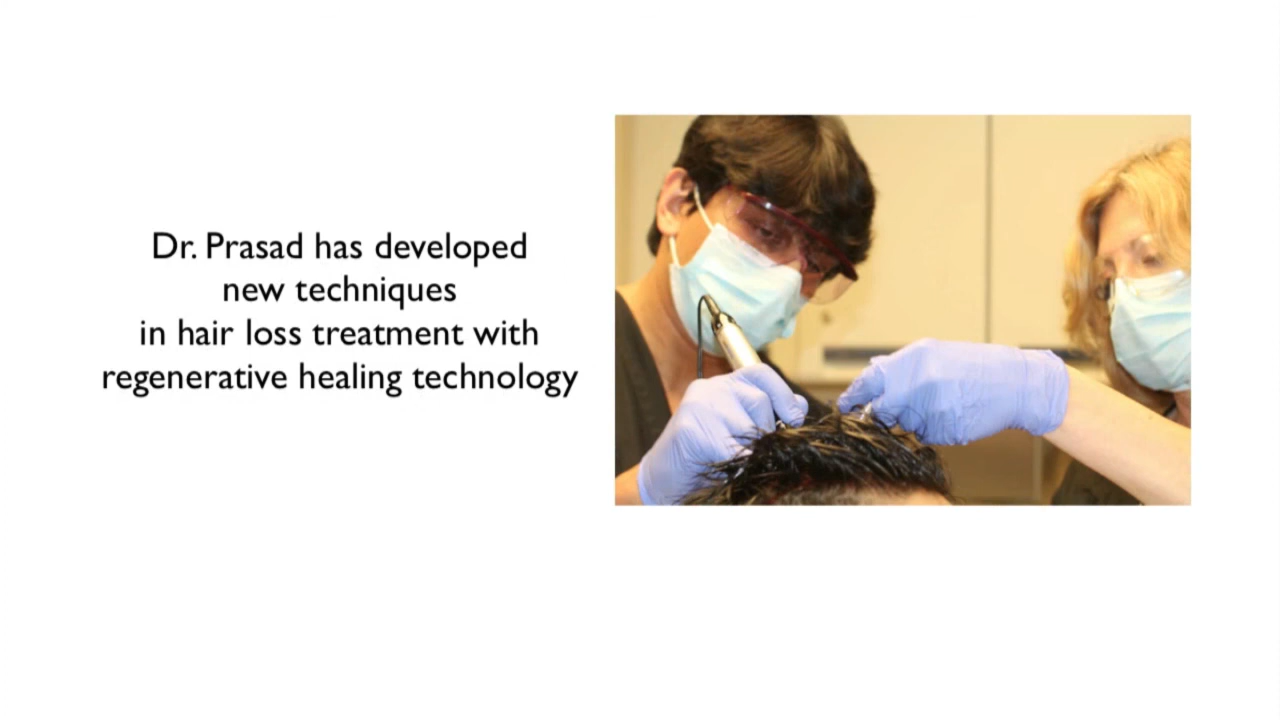 Dr. Prasad has developed
new techniques
in hair loss treatment with
regenerative healing technology